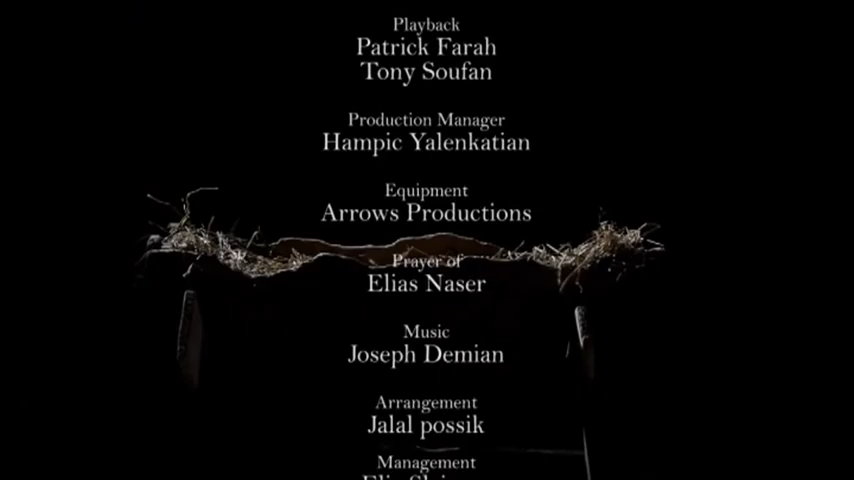 Playback
Patrick Farah
Tony Soufan
Production Manager
Hampic Yalenkatian
Equipment
Arrows Productions
Prayer of
Elias Naser
Music
Joseph Demian
Arrangement
Jalal possik
Management